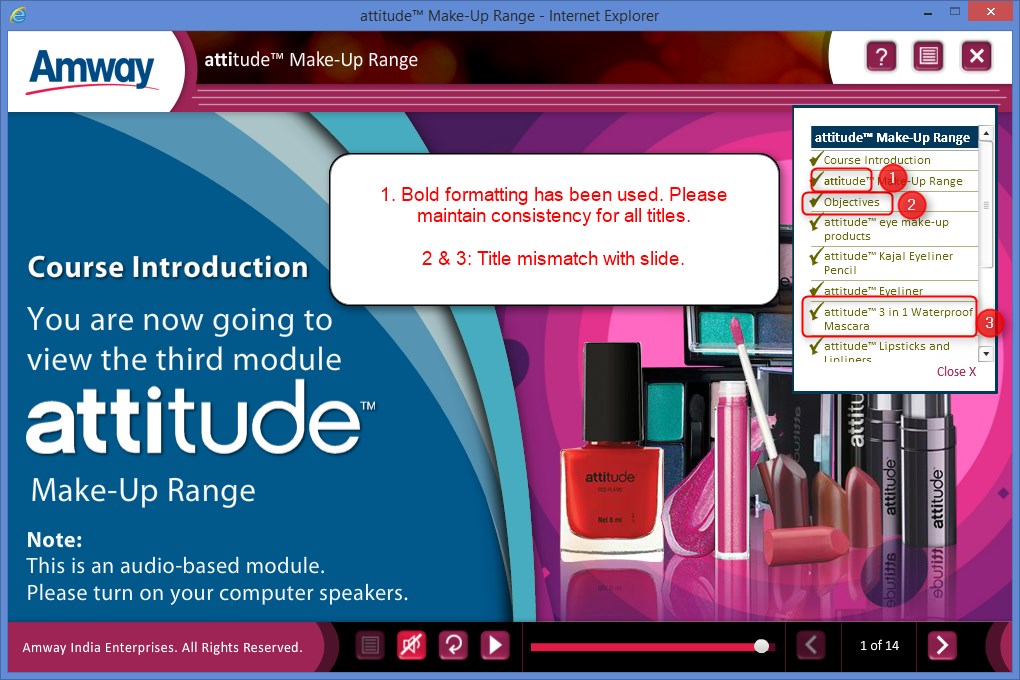 attitude™ Make-Up Range - Internet Explorer
Amway
attitude™ Make-Up Range
?
attitude™ Make-Up Range
Course Introduction
attitude™ Make-Up Range
1
Objectives
2
attitude™ eye make-up
products
attitude™ Kajal Eyeliner
Pencil
attitude™ Eyeliner
attitude™ 3 in 1 Waterproof
Mascara
3
attitude™ Lipsticks and
Lipliners
Close X
1. Bold formatting has been used. Please
maintain consistency for all titles.
2 & 3: Title mismatch with slide.
Course Introduction
You are now going to
view the third module
attitude™
Make-Up Range
Note:
This is an audio-based module.
Please turn on your computer speakers.
attitude
Net 8 ml
attitude
attitude
attitude
attitude
Amway India Enterprises. All Rights Reserved.
1 of 14